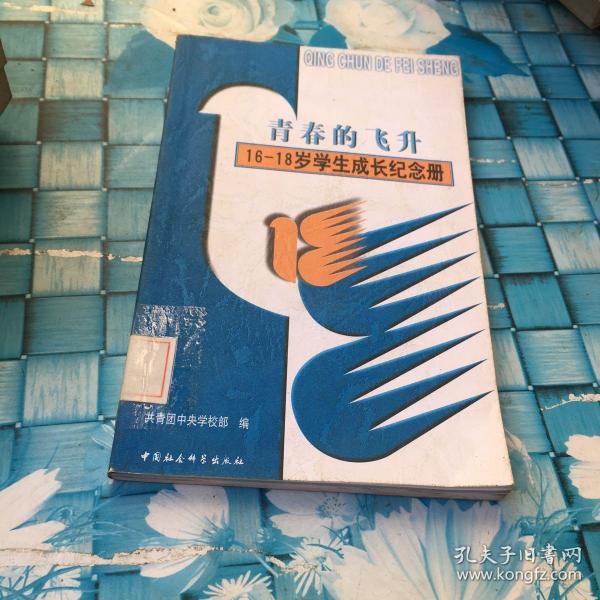 QING CHUN DE FEI SHENG
青春的飞升
16-18岁学生成长纪念册
共青团中央学校部 编
中国社会科学出版社
孔夫子旧书网
www.kongfz.com